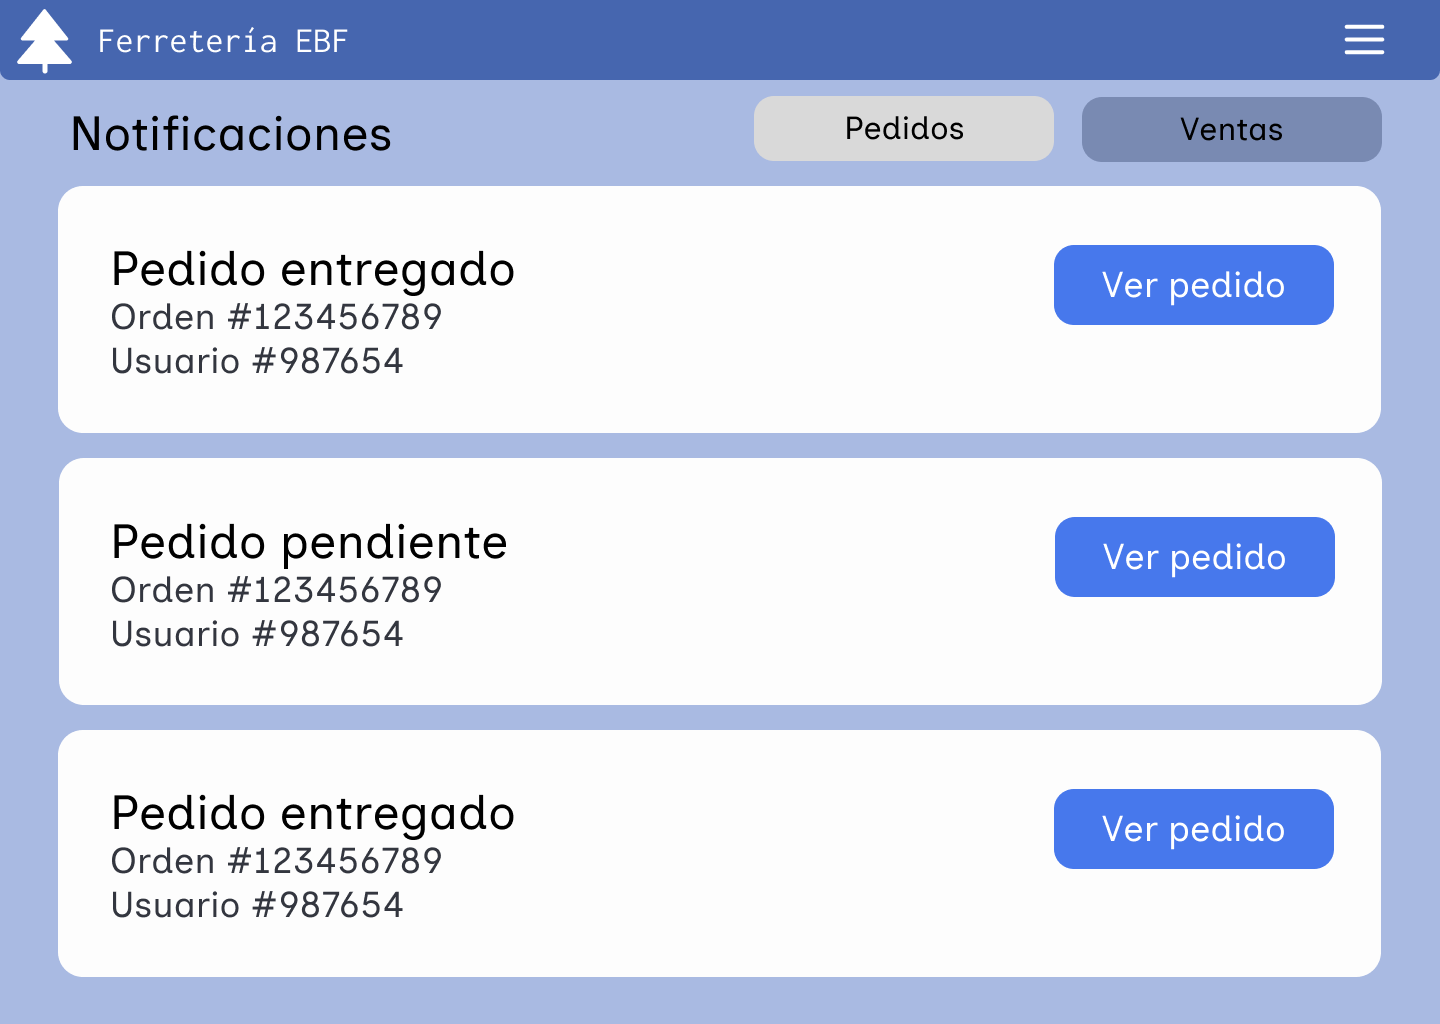 Ferretería EBF
Notificaciones
Pedidos
Ventas
Pedido entregado
Orden #123456789
Usuario #987654
Ver pedido
Pedido pendiente
Orden #123456789
Usuario #987654
Ver pedido
Pedido entregado
Orden #123456789
Usuario #987654
Ver pedido